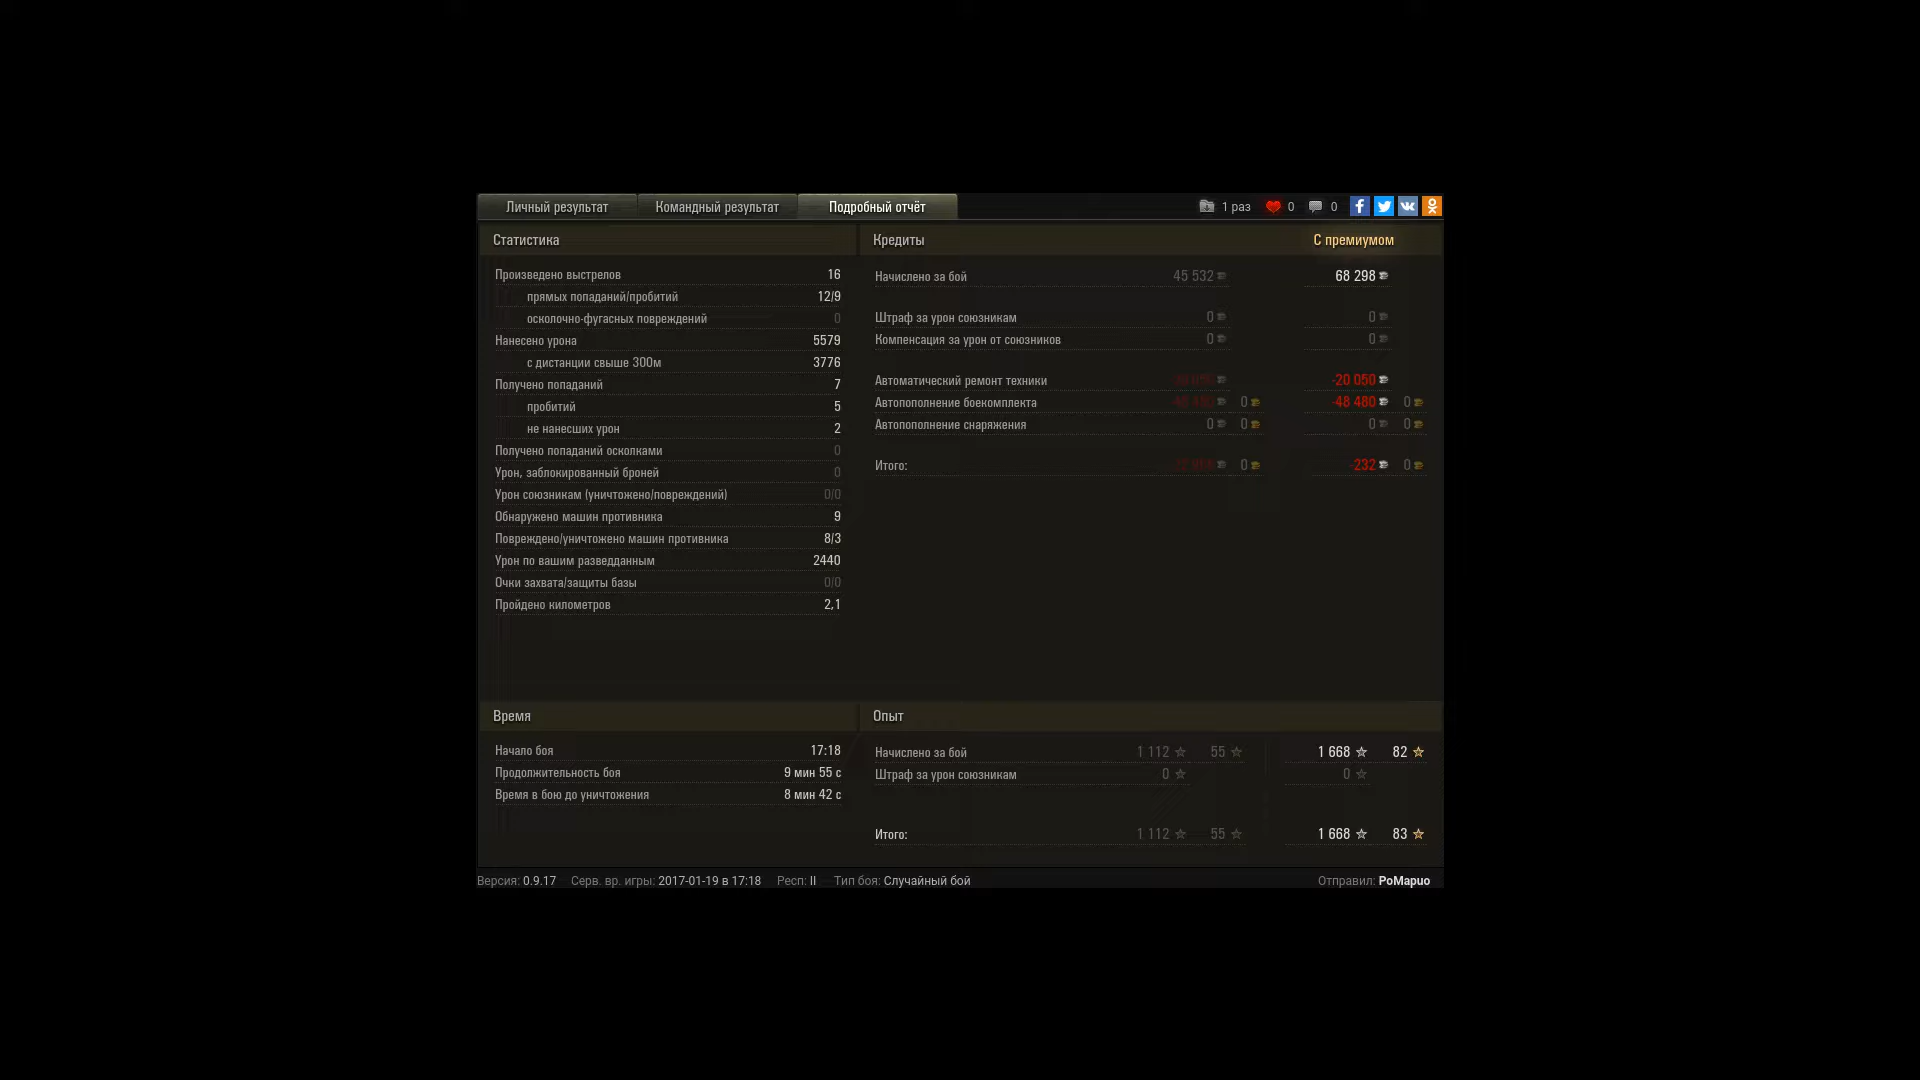 Личный результат Командный результат Подробный отчёт 1 раз 0 0
Статистика
Произведено выстрелов 16
прямых попаданий/пробитий 12/9
осколочно-фугасных повреждений 0
Нанесено урона 5579
с дистанции свыше 300м 3776
Получено попаданий 7
пробитий 5
не нанесших урон 2
Получено попаданий осколками 0
Урон, заблокированный броней 0
Урон союзникам (уничтожено/повреждений) 0/0
Обнаружено машин противника 9
Повреждено/уничтожено машин противника 8/3
Урон по вашим разведданным 2440
Очки захвата/защиты базы 0/0
Пройдено километров 2,1
Кредиты С премиумом
Начислено за бой 45 532 68 298
Штраф за урон союзникам 0 0
Компенсация за урон от союзников 0 0
Автоматический ремонт техники -20 050
Автопополнение боекомплекта 0 -48 480 0
Автопополнение снаряжения 0 0 0 0
Итого: 0 -232 0
Время
Начало боя 17:18
Продолжительность боя 9 мин 55 с
Время в бою до уничтожения 8 мин 42 с
Опыт
Начислено за бой 1 112 55 1 668 82
Штраф за урон союзникам 0 0
Итого: 1 112 55 1 668 83
Версия: 0.9.17 Серв. вр. игры: 2017-01-19 в 17:18 Респ: II Тип боя: Случайный бой Отправил: PoMapuo